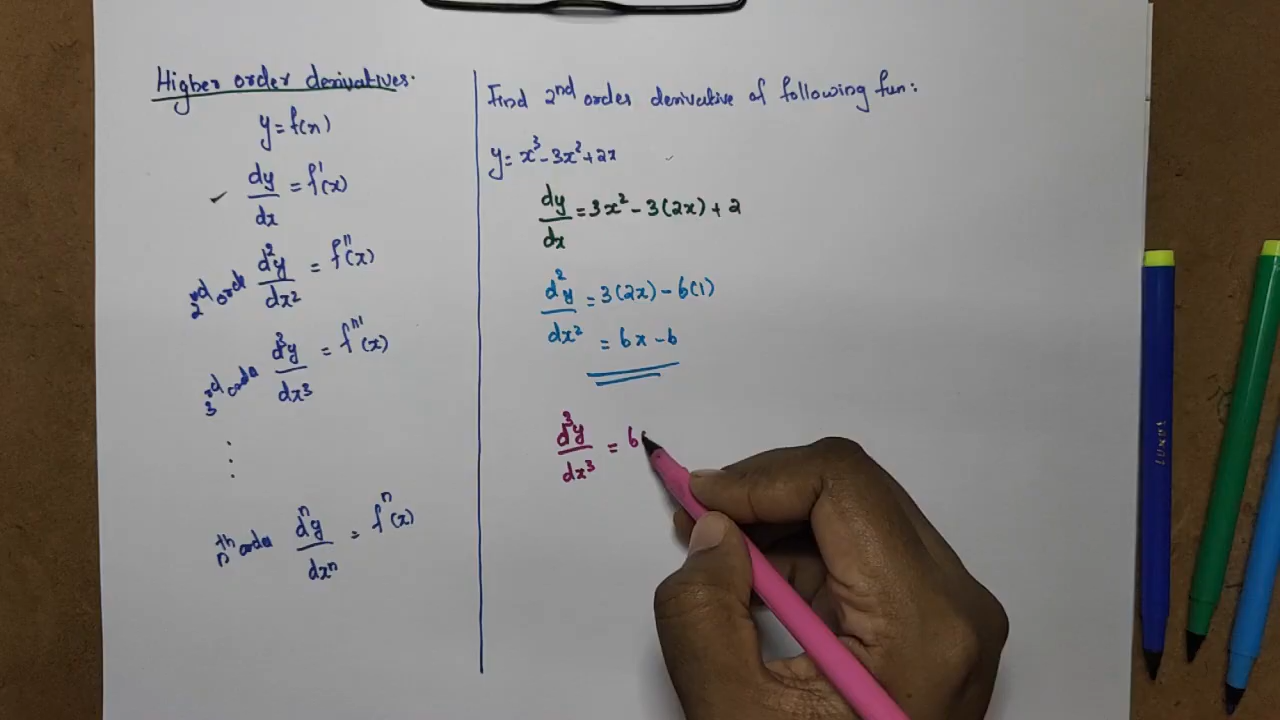 Higher order derivatives.
y = f(x)
dy/dx = f'(x)
2nd order d²y/dx² = f''(x)
3rd order d³y/dx³ = f'''(x)
⋮
nth order dⁿy/dxⁿ = fⁿ(x)
Find 2nd order derivative of following fun:
y = x³ - 3x² + 2x
dy/dx = 3x² - 3(2x) + 2
d²y/dx² = 3(2x) - 6(1)
= 6x - 6
d³y/dx³ = 6
LUXOR